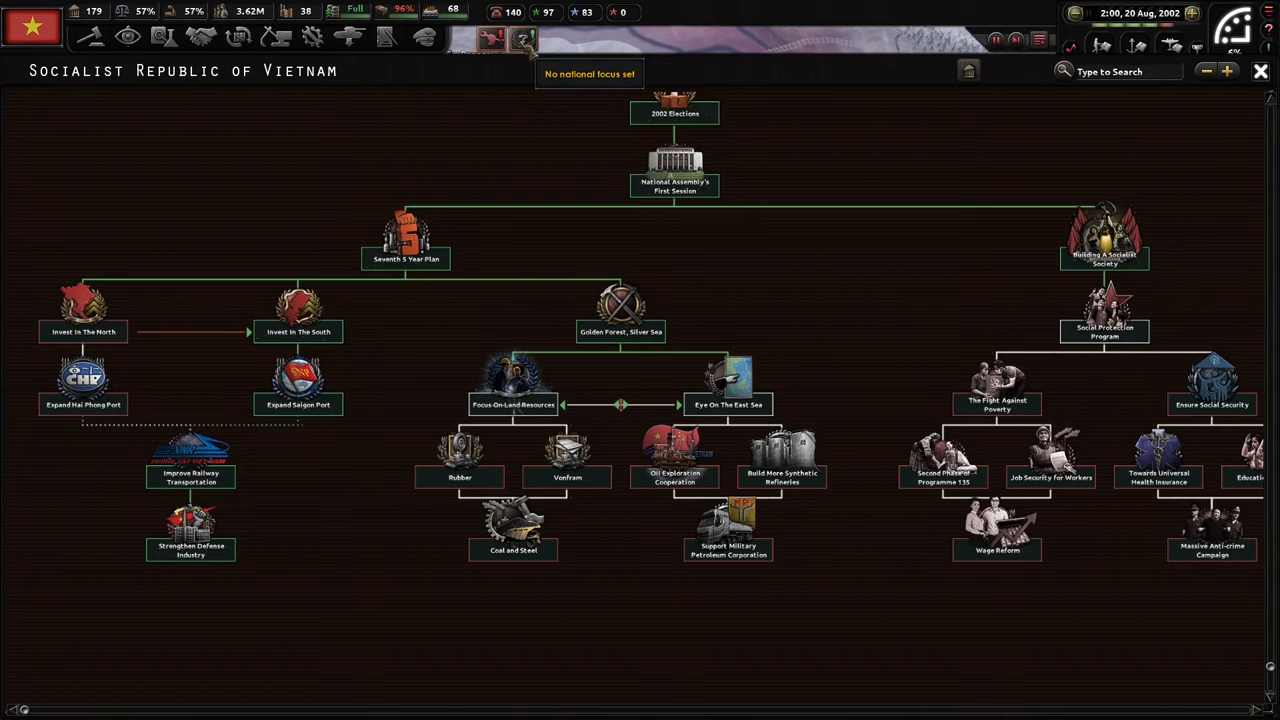 179 57% 57% 3.62M 38 Full 96% 68 140 97 83 0 2:00, 20 Aug, 2002
6%
Socialist Republic of Vietnam
No national focus set
Type to Search
2002 Elections
National Assembly's
First Session
Seventh 5 Year Plan
Building A Socialist
Society
Invest In The North
Invest In The South
Golden Forest, Silver Sea
Social Protection
Program
Expand Hai Phong Port
SNP
Expand Saigon Port
Focus On Land Resources
Eye On The East Sea
The Fight Against
Poverty
Ensure Social Security
VNR
Improve Railway
Transportation
Rubber
Vonfram
Oil Exploration
Cooperation
Build More Synthetic
Refineries
Second Phase of
Programme 135
Job Security for Workers
Towards Universal
Health Insurance
Educati
Strengthen Defense
Industry
Coal and Steel
MP
Support Military
Petroleum Corporation
Wage Reform
Massive Anti-crime
Campaign